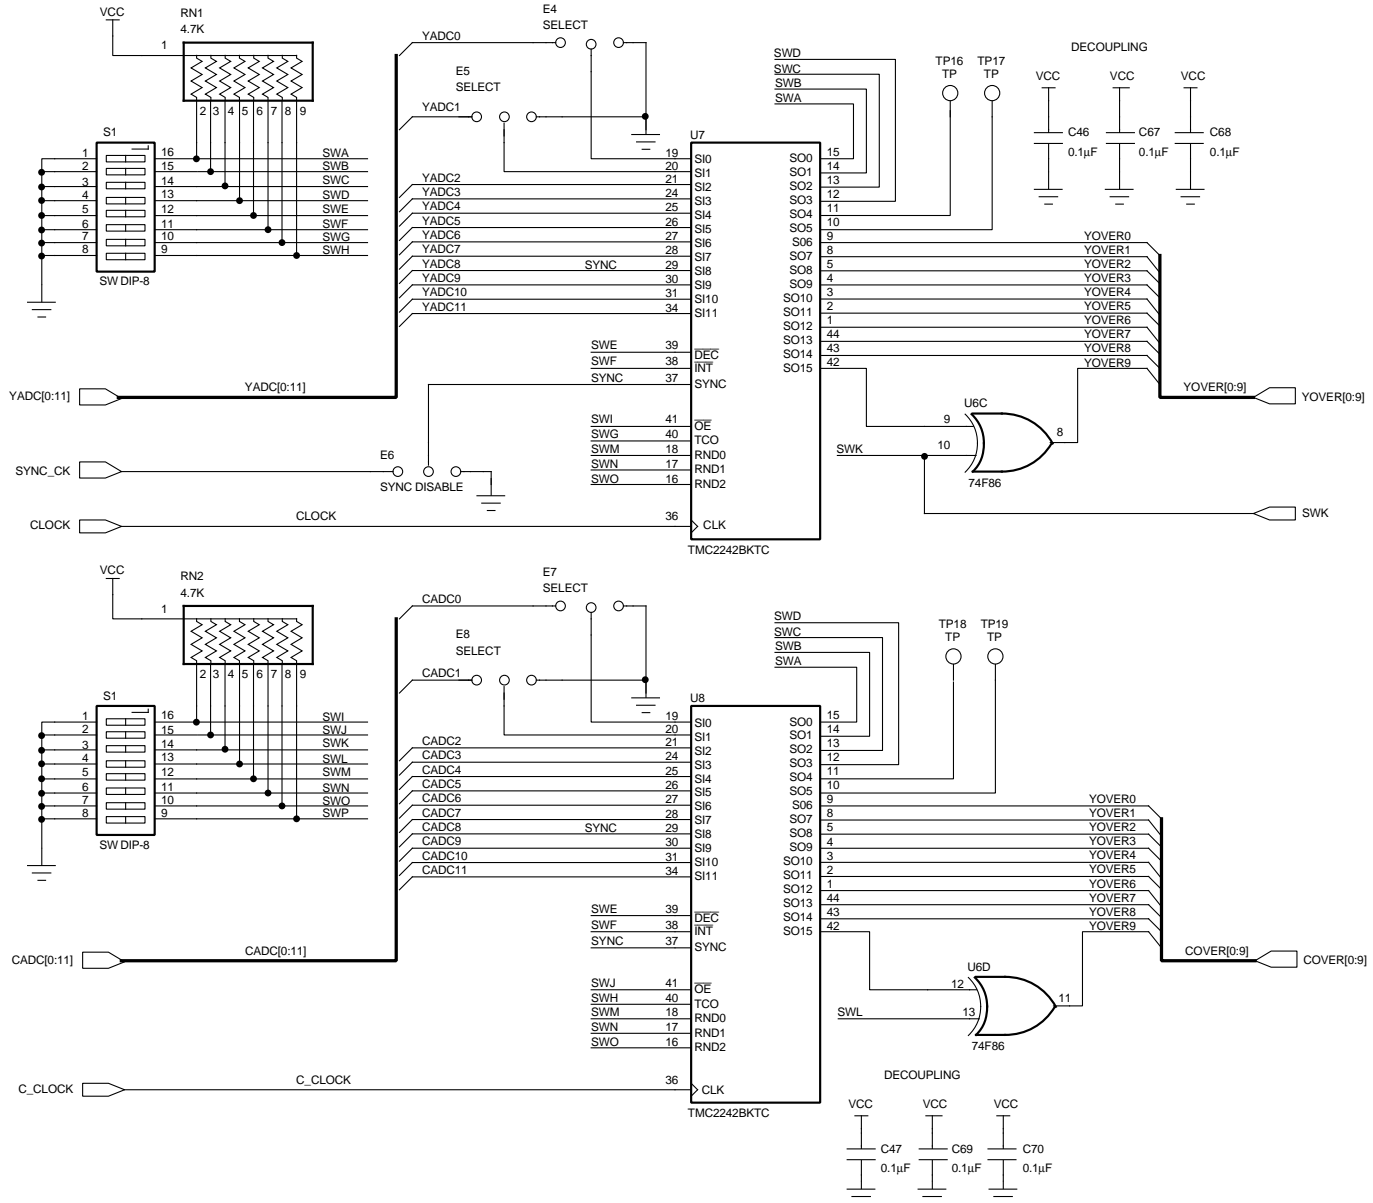 VCC
RN1
4.7K
1
2 3 4 5 6 7 8 9
S1
1 16 SWA
2 15 SWB
3 14 SWC
4 13 SWD
5 12 SWE
6 11 SWF
7 10 SWG
8 9 SWH
SW DIP-8
YADC[0:11]
YADC[0:11]
SYNC_CK
CLOCK
CLOCK
E4
SELECT
YADC0
E5
SELECT
YADC1
YADC2
YADC3
YADC4
YADC5
YADC6
YADC7
YADC8 SYNC
YADC9
YADC10
YADC11
E6
SYNC DISABLE
U7
19 SI0
20 SI1
21 SI2
24 SI3
25 SI4
26 SI5
27 SI6
28 SI7
29 SI8
30 SI9
31 SI10
34 SI11
SWE 39 DEC
SWF 38 INT
SYNC 37 SYNC
SWI 41 OE
SWG 40 TCO
SWM 18 RND0
SWN 17 RND1
SWO 16 RND2
36 CLK
TMC2242BKTC
SWD
SWC
SWB
SWA
SO0 15
SO1 14
SO2 13
SO3 12
SO4 11
SO5 10
S06 9 YOVER0
SO7 8 YOVER1
SO8 5 YOVER2
SO9 4 YOVER3
SO10 3 YOVER4
SO11 2 YOVER5
SO12 1 YOVER6
SO13 44 YOVER7
SO14 43 YOVER8
SO15 42 YOVER9
TP16
TP
TP17
TP
DECOUPLING
VCC VCC VCC
C46
0.1µF
C67
0.1µF
C68
0.1µF
U6C
9
10
8
74F86
SWK
YOVER[0:9]
YOVER[0:9]
SWK
VCC
RN2
4.7K
1
2 3 4 5 6 7 8 9
S1
1 16 SWI
2 15 SWJ
3 14 SWK
4 13 SWL
5 12 SWM
6 11 SWN
7 10 SWO
8 9 SWP
SW DIP-8
CADC[0:11]
CADC[0:11]
C_CLOCK
C_CLOCK
E7
SELECT
CADC0
E8
SELECT
CADC1
CADC2
CADC3
CADC4
CADC5
CADC6
CADC7
CADC8 SYNC
CADC9
CADC10
CADC11
U8
19 SI0
20 SI1
21 SI2
24 SI3
25 SI4
26 SI5
27 SI6
28 SI7
29 SI8
30 SI9
31 SI10
34 SI11
SWE 39 DEC
SWF 38 INT
SYNC 37 SYNC
SWJ 41 OE
SWH 40 TCO
SWM 18 RND0
SWN 17 RND1
SWO 16 RND2
36 CLK
TMC2242BKTC
SWD
SWC
SWB
SWA
SO0 15
SO1 14
SO2 13
SO3 12
SO4 11
SO5 10
S06 9 YOVER0
SO7 8 YOVER1
SO8 5 YOVER2
SO9 4 YOVER3
SO10 3 YOVER4
SO11 2 YOVER5
SO12 1 YOVER6
SO13 44 YOVER7
SO14 43 YOVER8
SO15 42 YOVER9
TP18
TP
TP19
TP
U6D
12
13
11
74F86
SWL
COVER[0:9]
COVER[0:9]
DECOUPLING
VCC VCC VCC
C47
0.1µF
C69
0.1µF
C70
0.1µF